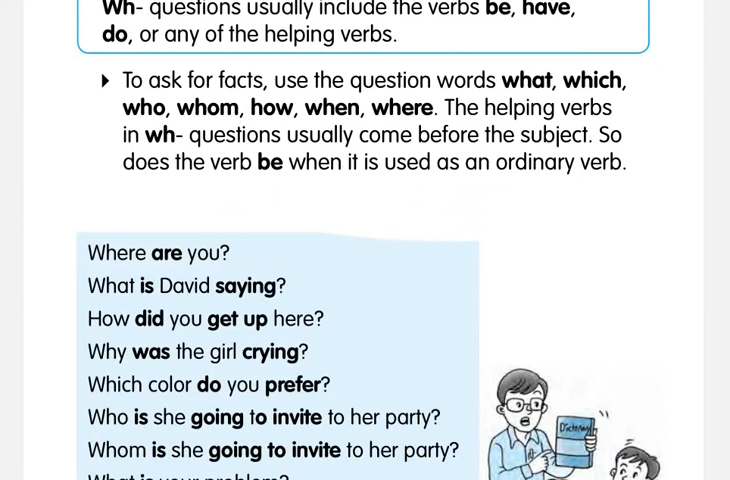 Wh- questions usually include the verbs be, have,
do, or any of the helping verbs.
To ask for facts, use the question words what, which,
who, whom, how, when, where. The helping verbs
in wh- questions usually come before the subject. So
does the verb be when it is used as an ordinary verb.
Where are you?
What is David saying?
How did you get up here?
Why was the girl crying?
Which color do you prefer?
Who is she going to invite to her party?
Whom is she going to invite to her party?
What is your problem?
Dictionary